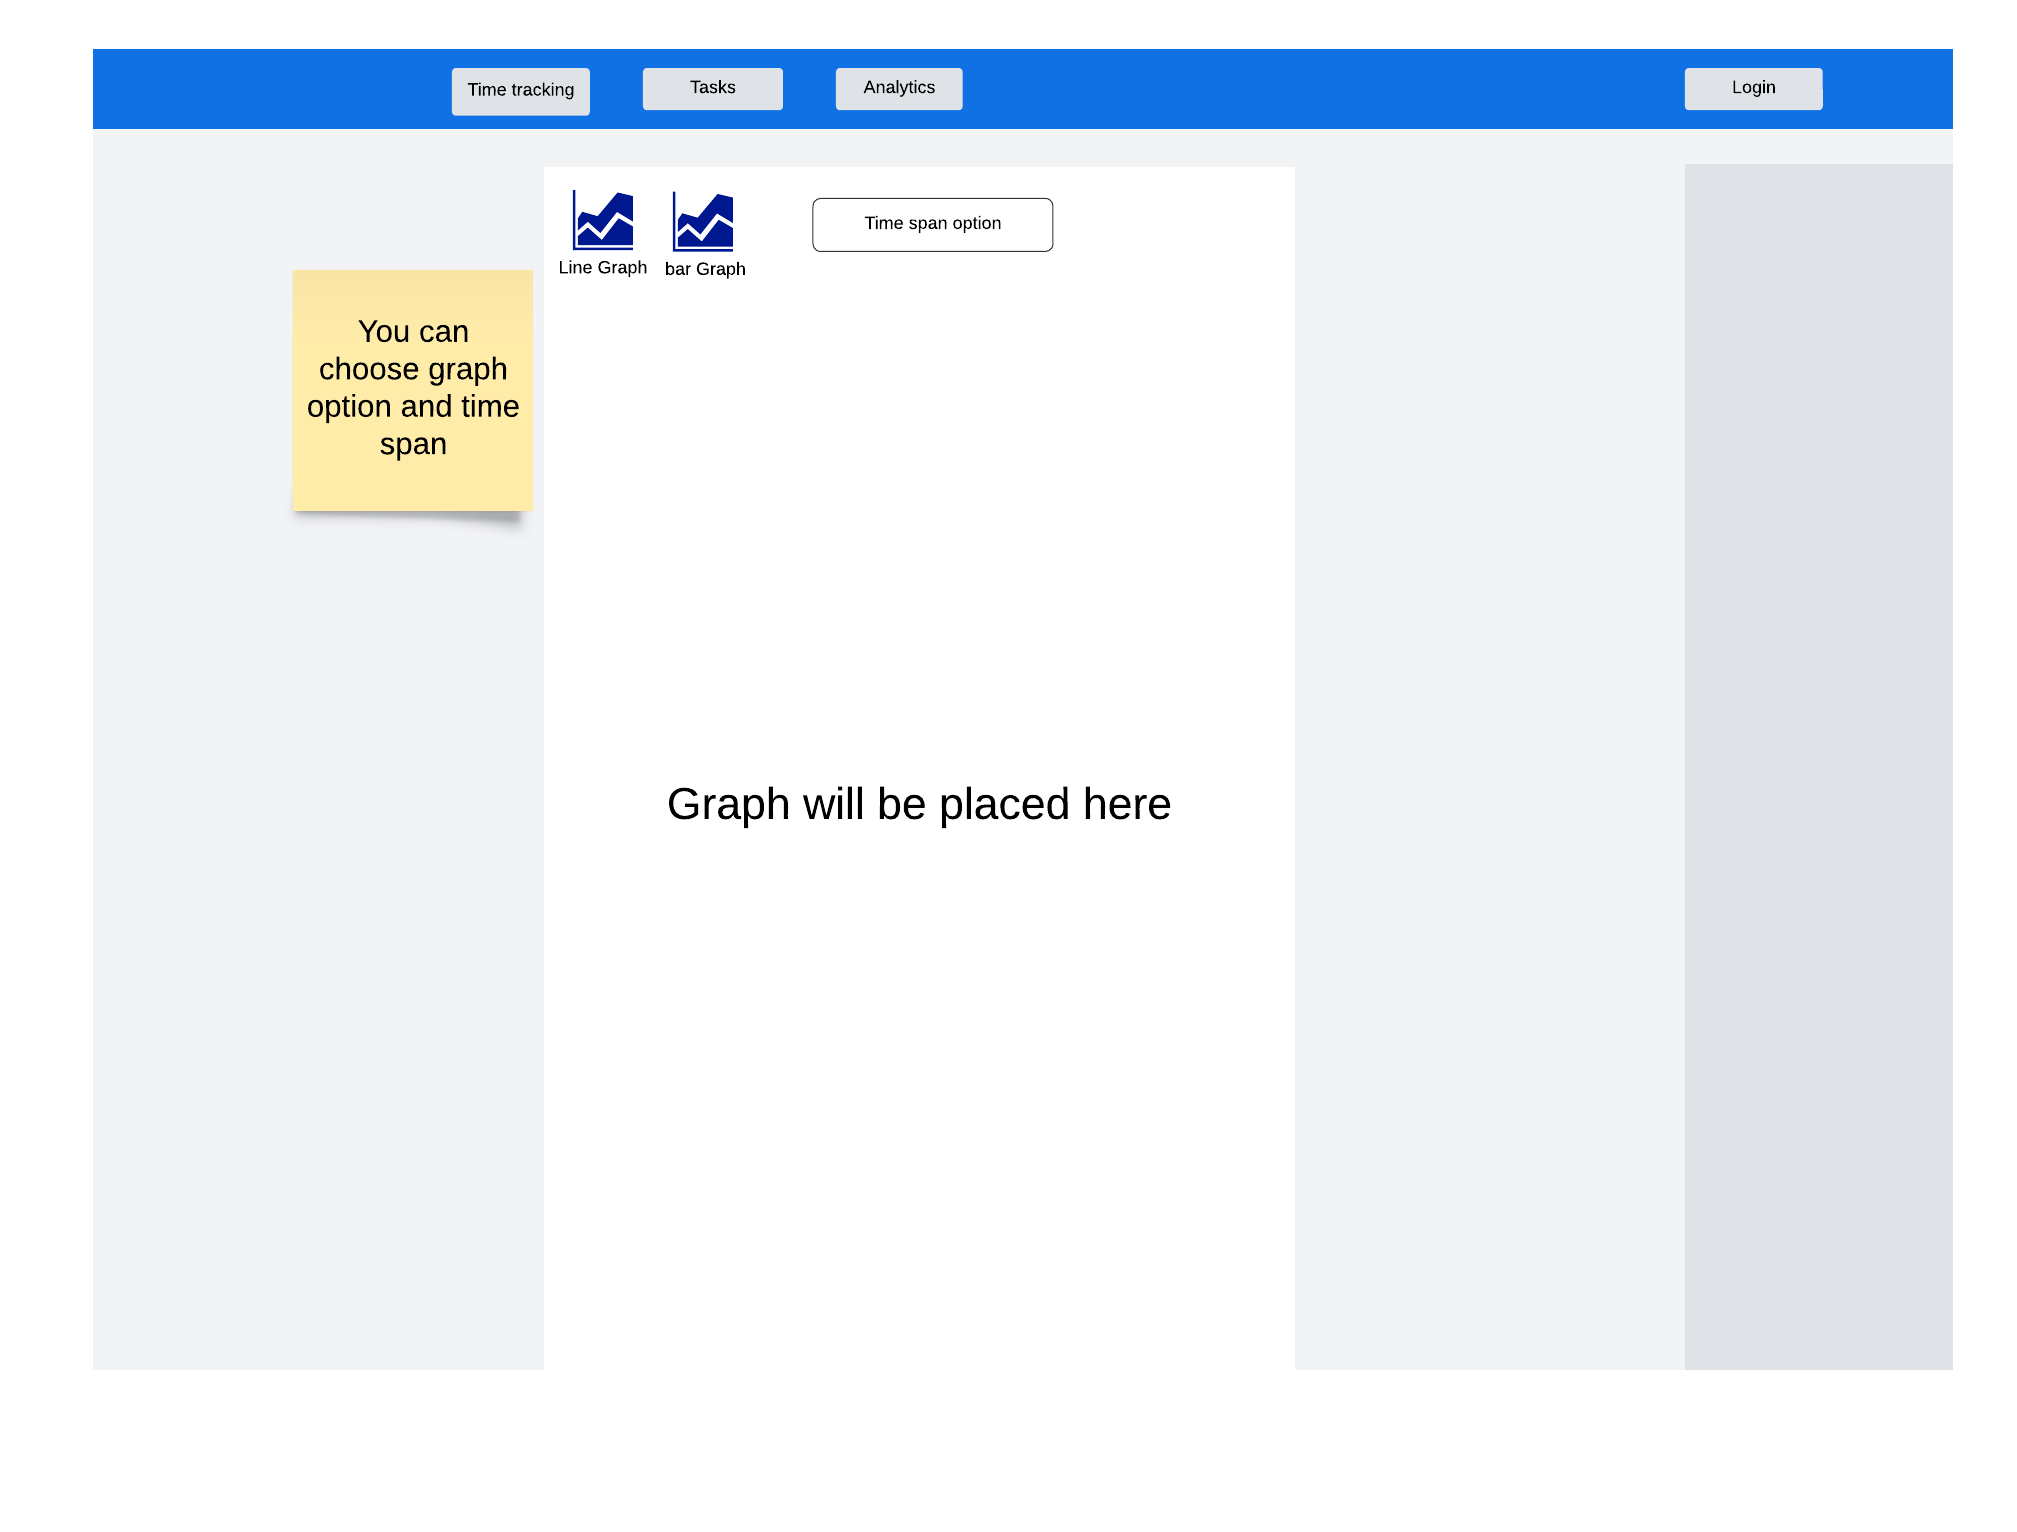 Time tracking
Tasks
Analytics
Login
Line Graph
bar Graph
Time span option
You can
choose graph
option and time
span
Graph will be placed here